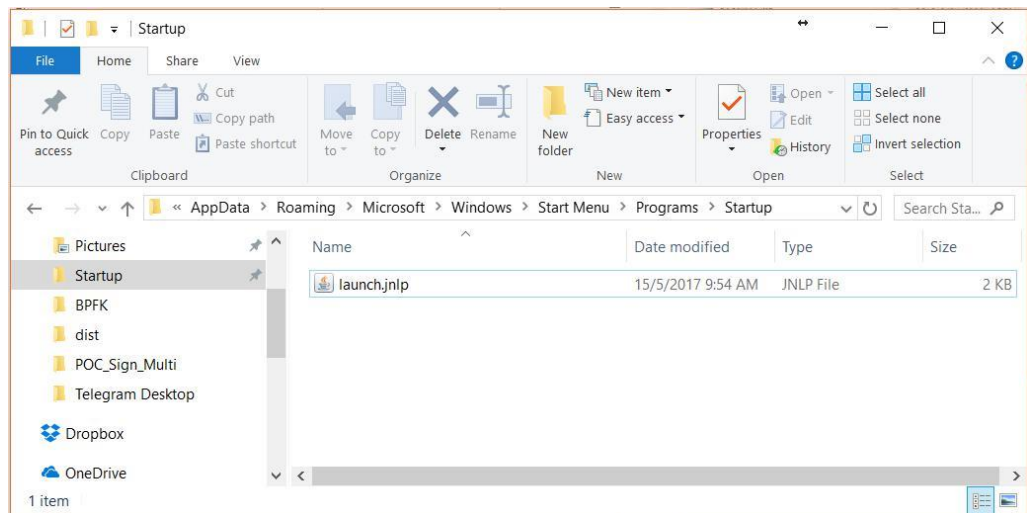 Startup
File Home Share View
Pin to Quick access
Copy
Paste
Cut
Copy path
Paste shortcut
Clipboard
Move to
Copy to
Delete
Rename
Organize
New folder
New item
Easy access
New
Properties
Open
Edit
History
Open
Select all
Select none
Invert selection
Select
« AppData > Roaming > Microsoft > Windows > Start Menu > Programs > Startup
Search Sta...
Pictures
Startup
BPFK
dist
POC_Sign_Multi
Telegram Desktop
Dropbox
OneDrive
Name Date modified Type Size
launch.jnlp 15/5/2017 9:54 AM JNLP File 2 KB
1 item